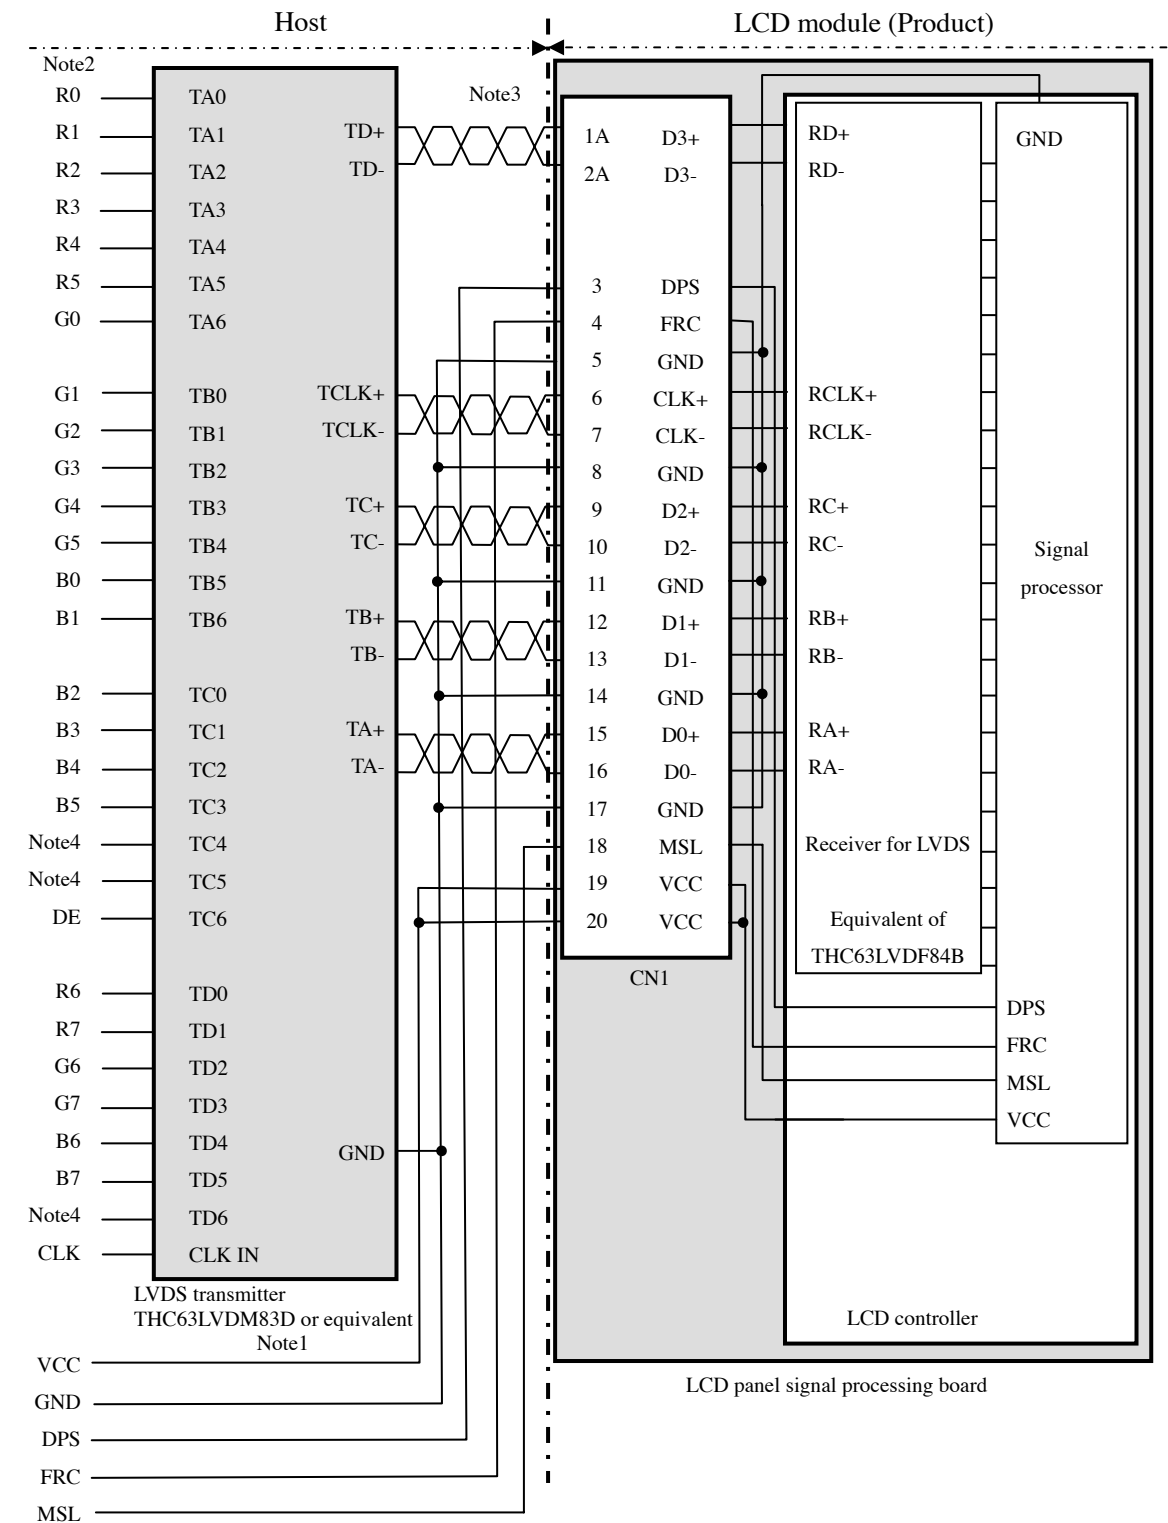 Host
LCD module (Product)
Note2
R0 TA0
R1 TA1
R2 TA2
R3 TA3
R4 TA4
R5 TA5
G0 TA6
G1 TB0
G2 TB1
G3 TB2
G4 TB3
G5 TB4
B0 TB5
B1 TB6
B2 TC0
B3 TC1
B4 TC2
B5 TC3
Note4 TC4
Note4 TC5
DE TC6
R6 TD0
R7 TD1
G6 TD2
G7 TD3
B6 TD4
B7 TD5
Note4 TD6
CLK CLK IN
TD+
TD-
TCLK+
TCLK-
TC+
TC-
TB+
TB-
TA+
TA-
GND
LVDS transmitter
THC63LVDM83D or equivalent
Note1
VCC
GND
DPS
FRC
MSL
Note3
1A D3+
2A D3-
3 DPS
4 FRC
5 GND
6 CLK+
7 CLK-
8 GND
9 D2+
10 D2-
11 GND
12 D1+
13 D1-
14 GND
15 D0+
16 D0-
17 GND
18 MSL
19 VCC
20 VCC
CN1
RD+
RD-
RCLK+
RCLK-
RC+
RC-
RB+
RB-
RA+
RA-
Receiver for LVDS
Equivalent of
THC63LVDF84B
GND
Signal
processor
DPS
FRC
MSL
VCC
LCD controller
LCD panel signal processing board